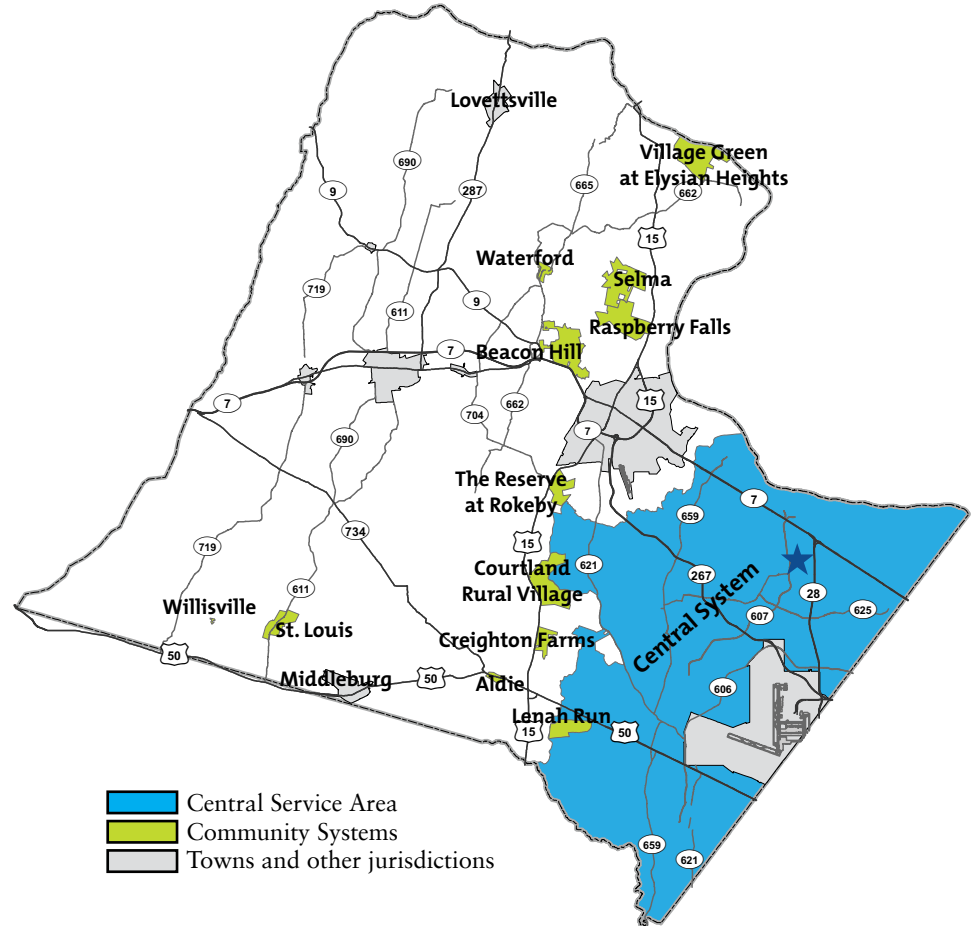 Lovettsville
Village Green
at Elysian Heights
690
9
287
665
662
15
Waterford
Selma
719
9
611
Raspberry Falls
7
Beacon Hill
7
704
662
15
690
7
The Reserve
at Rokeby
7
659
734
15
719
621
Courtland
Rural Village
267
Central System
28
611
607
625
Willisville
St. Louis
Creighton Farms
50
Middleburg
50
Aldie
606
Lenah Run
15
50
Central Service Area
Community Systems
Towns and other jurisdictions
659
621